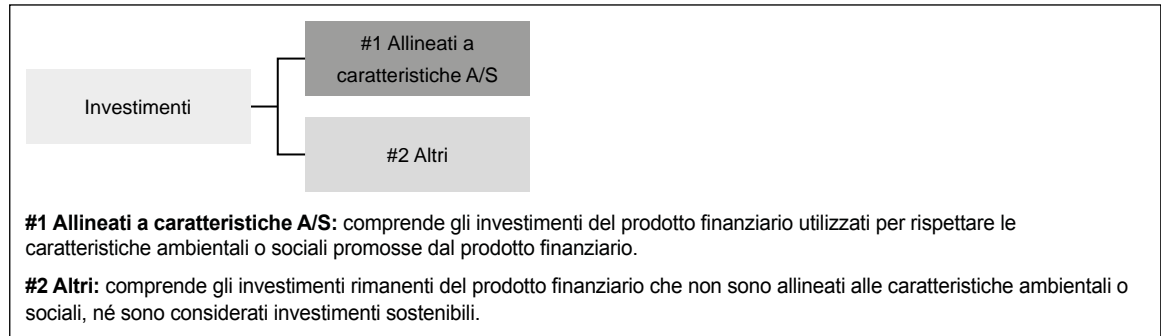 #1 Allineati a
caratteristiche A/S
Investimenti
#2 Altri
#1 Allineati a caratteristiche A/S: comprende gli investimenti del prodotto finanziario utilizzati per rispettare le
caratteristiche ambientali o sociali promosse dal prodotto finanziario.
#2 Altri: comprende gli investimenti rimanenti del prodotto finanziario che non sono allineati alle caratteristiche ambientali o
sociali, né sono considerati investimenti sostenibili.